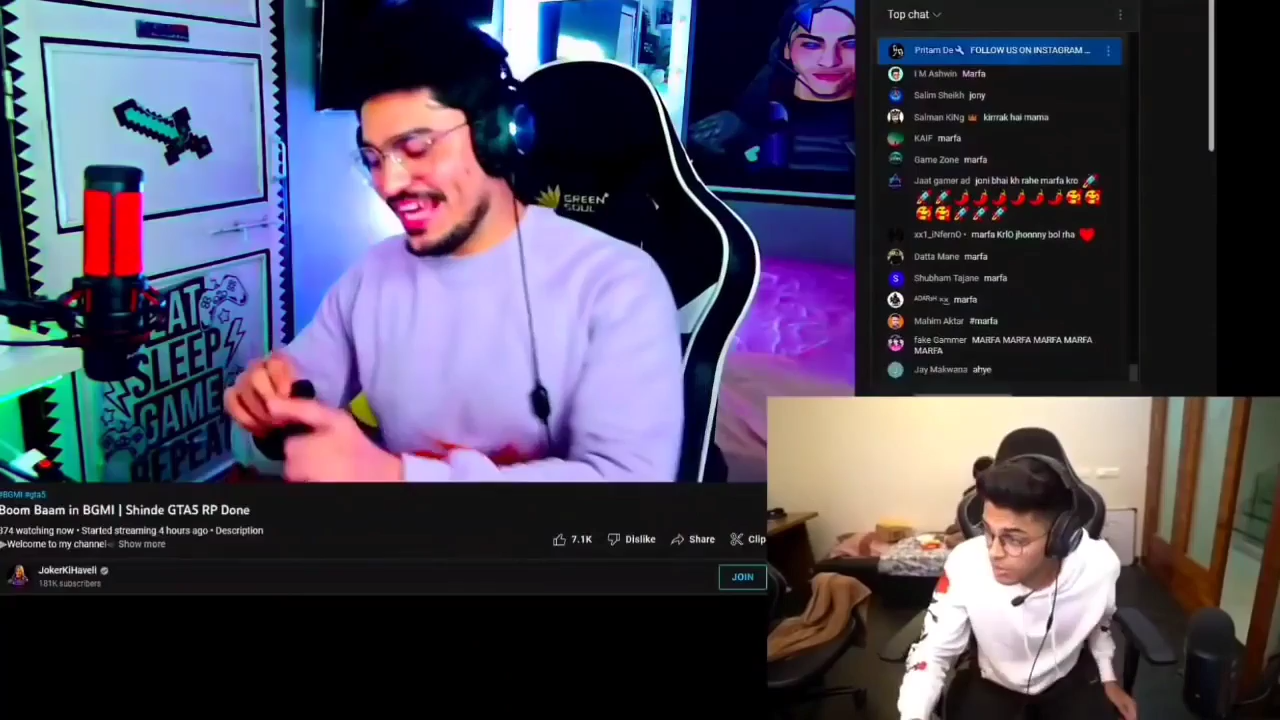 Top chat
Pritam De FOLLOW US ON INSTAGRAM ...
I M Ashwin Marfa
Salim Sheikh jony
Salman KiNg kirrrak hai mama
KAIF marfa
Game Zone marfa
Jaat gamer ad joni bhai kh rahe marfa kro
xx1_iNfernO • marfa KrlO jhonnny bol rha
Datta Mane marfa
S Shubham Tajane marfa
marfa
Mahim Aktar #marfa
fake Gammer MARFA MARFA MARFA MARFA
MARFA
Jay Makwana ahye
GREEN
SOUL
EAT
SLEEP
GAME
REPEAT
#BGMI #gta5
Boom Baam in BGMI | Shinde GTA5 RP Done
374 watching now • Started streaming 4 hours ago • Description
Welcome to my channel Show more
7.1K Dislike Share Clip
JokerKiHaveli
181K subscribers
JOIN